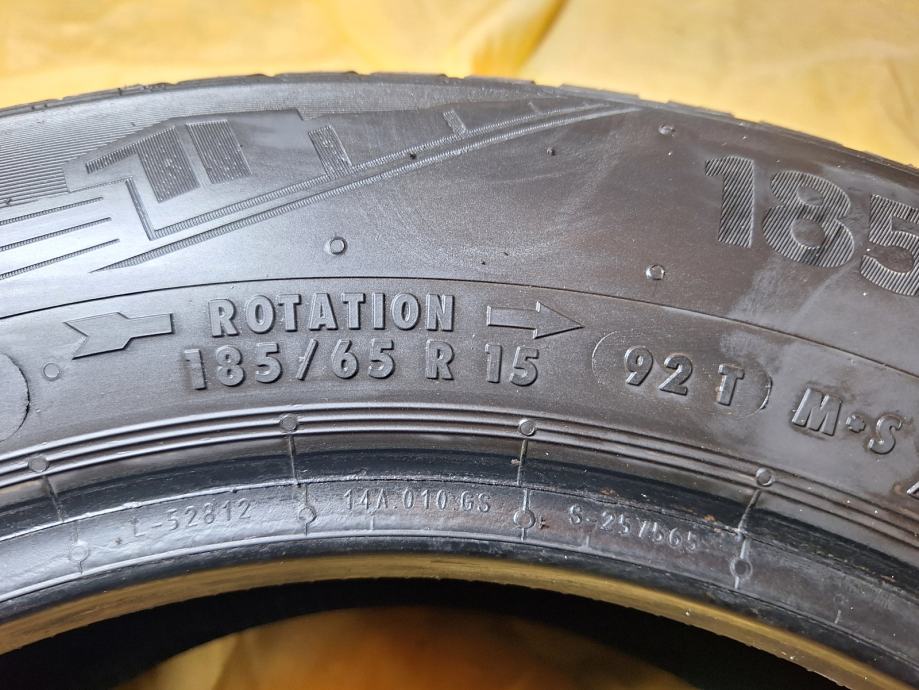 185
ROTATION
185/65 R 15
92 T
M•S
L-52812
14A.010.GS
S-257565